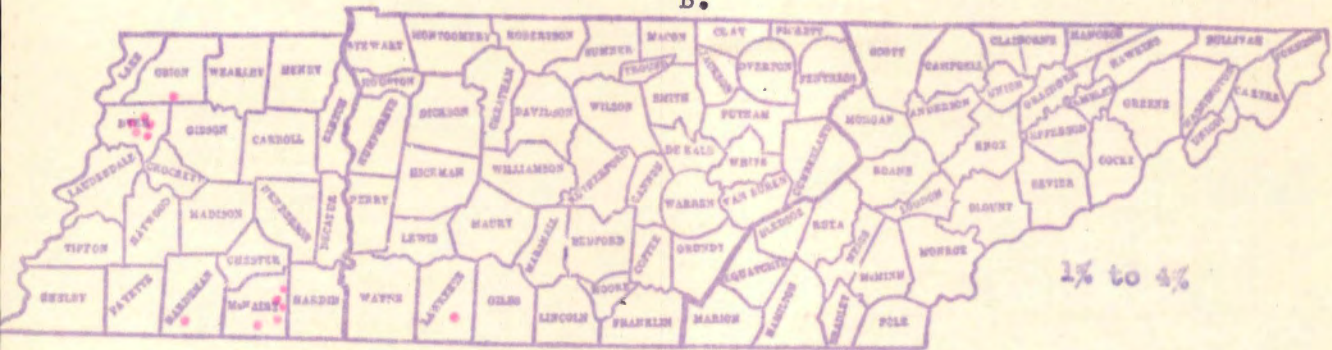 B.
STEWART MONTGOMERY ROBERTSON SUMNER MACON CLAY PICKETT SCOTT CLAIBORNE HANCOCK HAWKINS SULLIVAN JOHNSON
LAKE OBION WEAKLEY HENRY HOUSTON CHEATHAM TROUSDALE JACKSON OVERTON FENTRESS CAMPBELL UNION GRAINGER HAMBLEN GREENE WASHINGTON CARTER UNICOI
DYER GIBSON CARROLL BENTON HUMPHREYS DICKSON DAVIDSON WILSON SMITH PUTNAM MORGAN ANDERSON KNOX JEFFERSON COCKE
LAUDERDALE CROCKETT HICKMAN WILLIAMSON RUTHERFORD CANNON DE KALB WHITE CUMBERLAND ROANE LOUDON BLOUNT SEVIER
TIPTON HAYWOOD MADISON HENDERSON DECATUR PERRY LEWIS MAURY MARSHALL BEDFORD COFFEE WARREN VAN BUREN BLEDSOE RHEA MEIGS MCMINN MONROE
CHESTER MOORE GRUNDY SEQUATCHIE
SHELBY FAYETTE HARDEMAN MCNAIRY HARDIN WAYNE LAWRENCE GILES LINCOLN FRANKLIN MARION HAMILTON BRADLEY POLK
1% to 4%